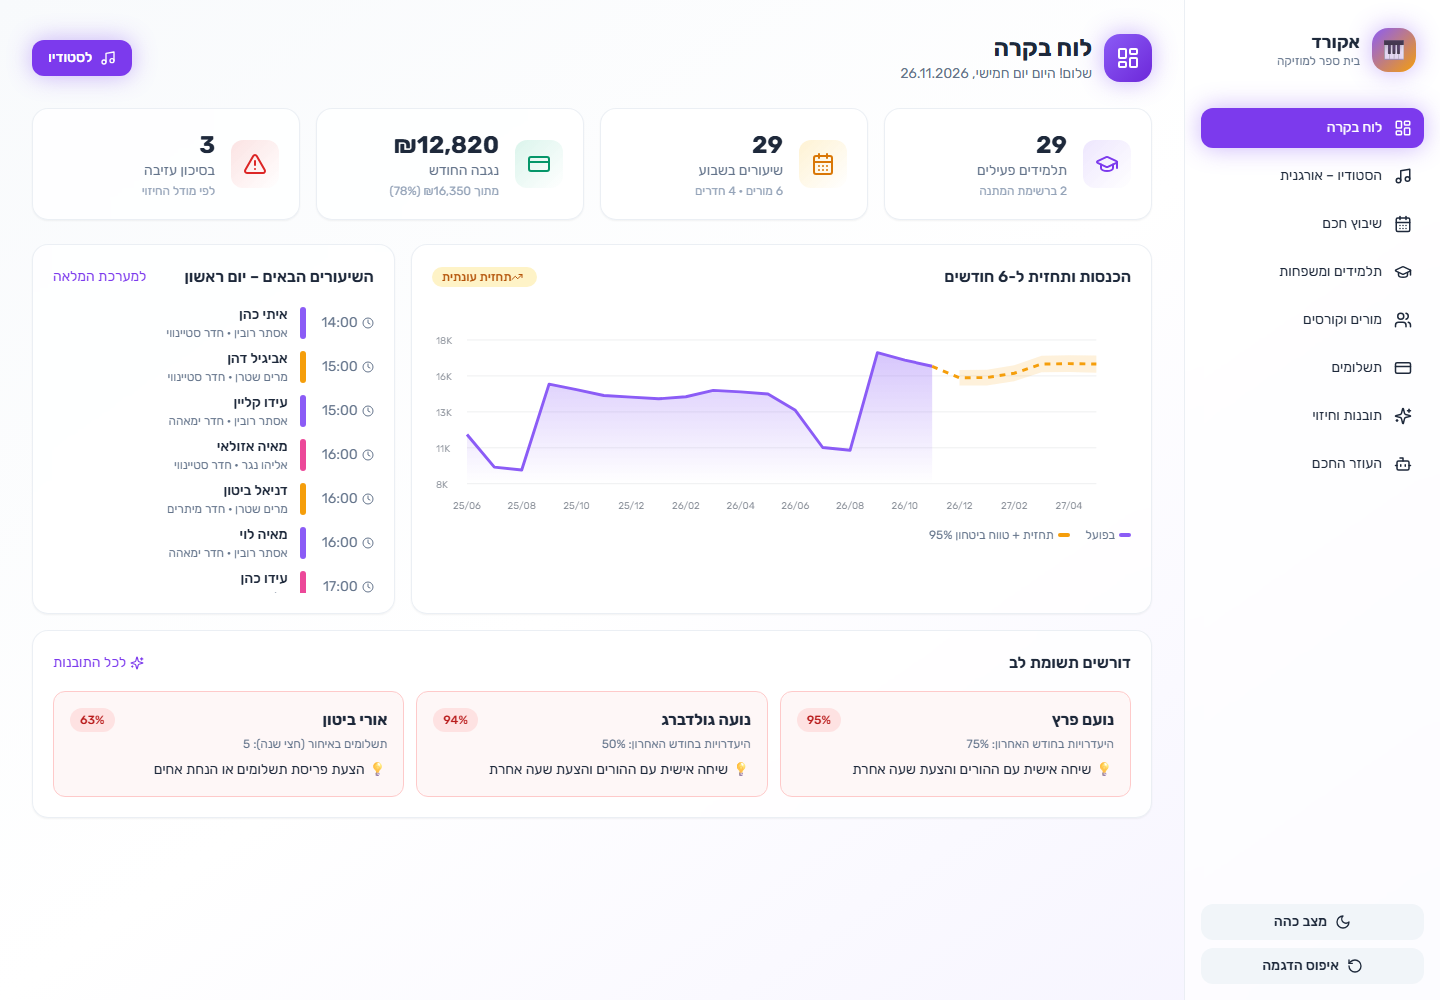 אקורד
בית ספר למוזיקה
לוח בקרה
הסטודיו – אורגנית
שיבוץ חכם
תלמידים ומשפחות
מורים וקורסים
תשלומים
תובנות וחיזוי
העוזר החכם
מצב כהה
איפוס הדגמה
לוח בקרה
שלום! היום יום חמישי, 26.11.2026
לסטודיו
29
תלמידים פעילים
2 ברשימת המתנה
29
שיעורים בשבוע
6 מורים • 4 חדרים
₪12,820
נגבה החודש
מתוך ₪16,350 (78%)
3
בסיכון עזיבה
לפי מודל החיזוי
הכנסות ותחזית ל-6 חודשים
תחזית עונתית
18K
16K
13K
11K
8K
25/06 25/08 25/10 25/12 26/02 26/04 26/06 26/08 26/10 26/12 27/02 27/04
בפועל
תחזית + טווח ביטחון 95%
השיעורים הבאים – יום ראשון
למערכת המלאה
14:00
איתי כהן
אסתר רובין • חדר סטיינווי
15:00
אביגיל דהן
מרים שטרן • חדר סטיינווי
15:00
עידו קליין
אסתר רובין • חדר ימאהה
16:00
מאיה אזולאי
אליהו נגר • חדר סטיינווי
16:00
דניאל ביטון
מרים שטרן • חדר מיתרים
16:00
מאיה לוי
אסתר רובין • חדר ימאהה
17:00
עידו כהן
דורשים תשומת לב
לכל התובנות
נועם פרץ
95%
היעדרויות בחודש האחרון: 75%
💡 שיחה אישית עם ההורים והצעת שעה אחרת
נועה גולדברג
94%
היעדרויות בחודש האחרון: 50%
💡 שיחה אישית עם ההורים והצעת שעה אחרת
אורי ביטון
63%
תשלומים באיחור (חצי שנה): 5
💡 הצעת פריסת תשלומים או הנחת אחים